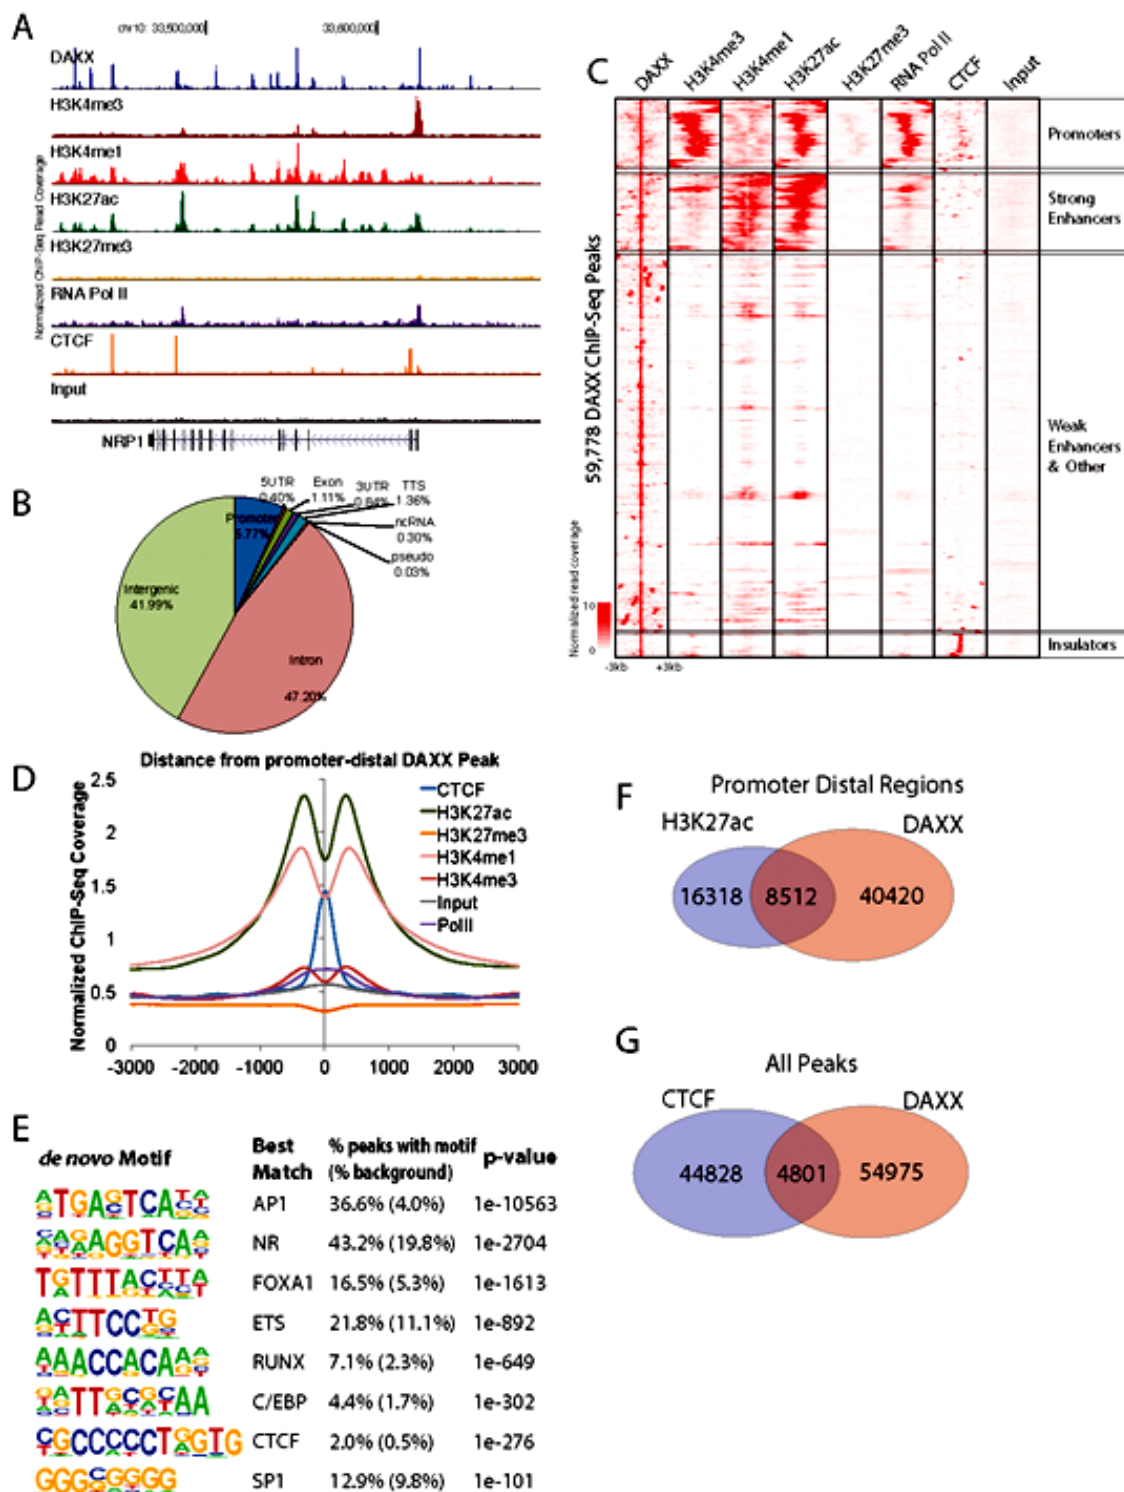 A
chr10: 33,500,000
33,600,000
DAXX
H3K4me3
H3K4me1
H3K27ac
H3K27me3
RNA Pol II
CTCF
Input
Normalized ChIP-Seq Read Coverage
NRP1
B
5UTR
0.40%
Exon
1.11%
3UTR
0.84%
TTS
1.36%
ncRNA
0.30%
pseudo
0.03%
Promoter
5.77%
Intergenic
41.99%
Intron
47.20%
C
DAXX
H3K4me3
H3K4me1
H3K27ac
H3K27me3
RNA Pol II
CTCF
Input
59,778 DAXX ChIP-Seq Peaks
Promoters
Strong
Enhancers
Weak
Enhancers
& Other
Insulators
Normalized read coverage
10
0
-3kb
+3kb
D
Distance from promoter-distal DAXX Peak
Normalized ChIP-Seq Coverage
2.5
2
1.5
1
0.5
0
-3000 -2000 -1000 0 1000 2000 3000
CTCF
H3K27ac
H3K27me3
H3K4me1
H3K4me3
Input
PolII
E
de novo Motif
Best
Match
% peaks with motif
(% background)
p-value
AP1 36.6% (4.0%) 1e-10563
NR 43.2% (19.8%) 1e-2704
FOXA1 16.5% (5.3%) 1e-1613
ETS 21.8% (11.1%) 1e-892
RUNX 7.1% (2.3%) 1e-649
C/EBP 4.4% (1.7%) 1e-302
CTCF 2.0% (0.5%) 1e-276
SP1 12.9% (9.8%) 1e-101
F
Promoter Distal Regions
H3K27ac
DAXX
16318 8512 40420
G
All Peaks
CTCF
DAXX
44828 4801 54975